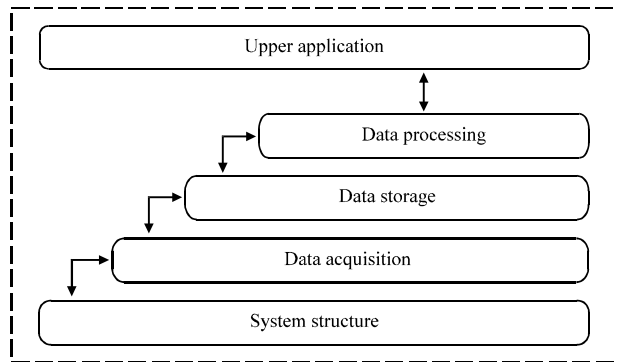 Upper application
Data processing
Data storage
Data acquisition
System structure